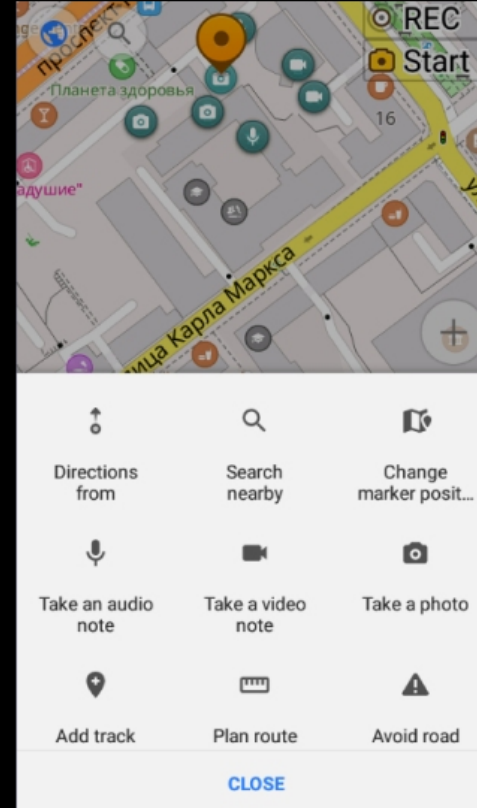 проспект
REC
Start
Планета здоровья
16
адушие"
ица Карла Маркса
Directions
from
Search
nearby
Change
marker posit...
Take an audio
note
Take a video
note
Take a photo
Add track
Plan route
Avoid road
CLOSE